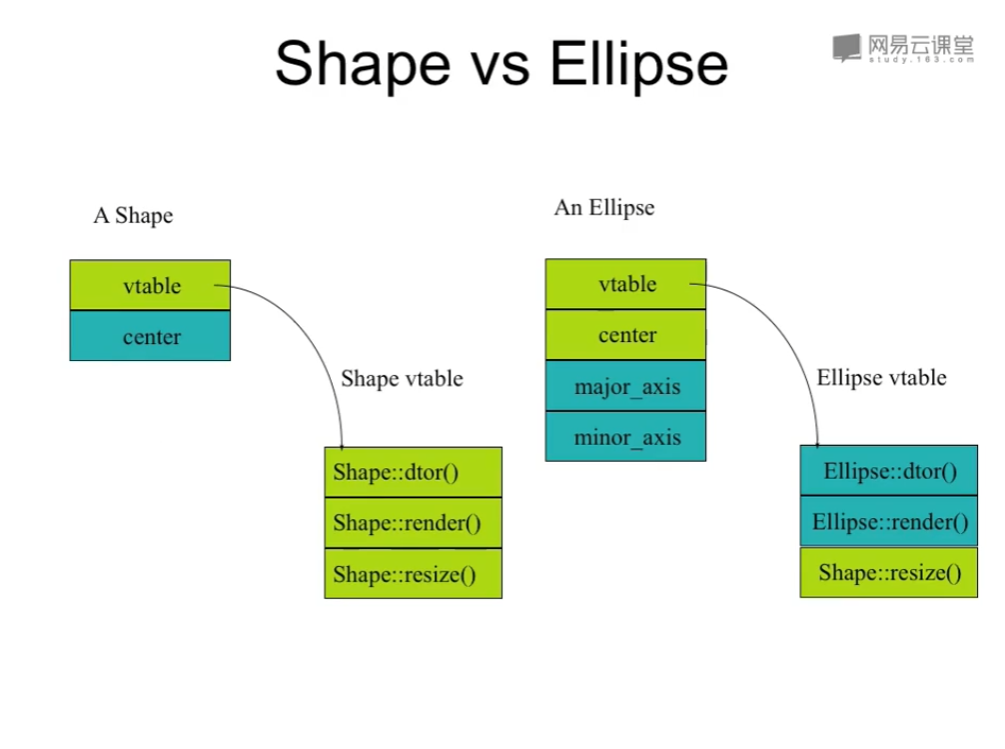 Shape vs Ellipse
网易云课堂
study.163.com
A Shape
vtable
center
Shape vtable
Shape::dtor()
Shape::render()
Shape::resize()
An Ellipse
vtable
center
major_axis
minor_axis
Ellipse vtable
Ellipse::dtor()
Ellipse::render()
Shape::resize()